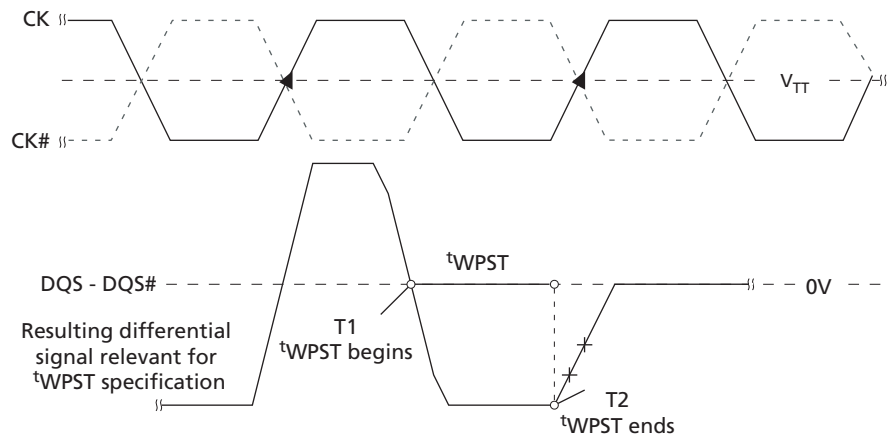 CK
V_TT
CK#
tWPST
DQS - DQS#
0V
Resulting differential
signal relevant for
tWPST specification
T1
tWPST begins
T2
tWPST ends